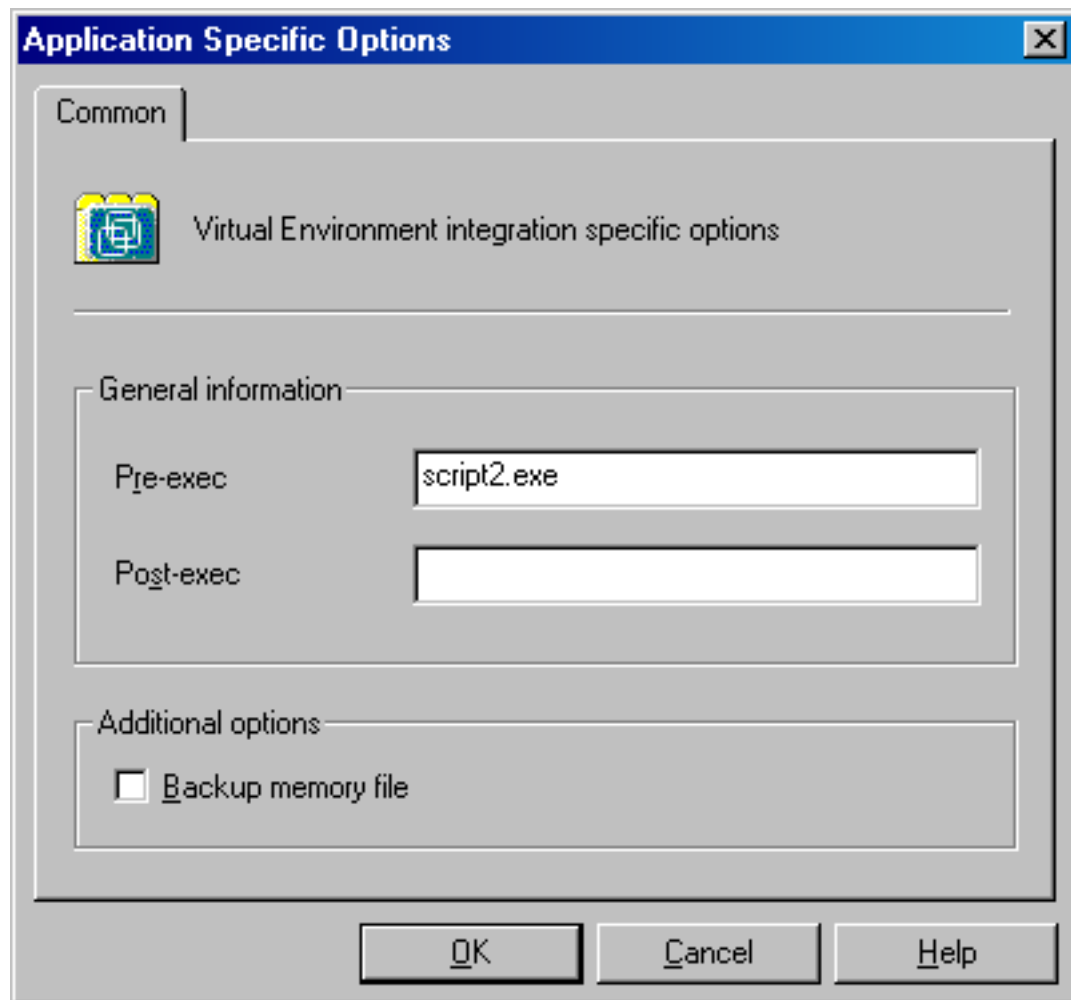 Application Specific Options
Common
Virtual Environment integration specific options
General information
Pre-exec script2.exe
Post-exec
Additional options
Backup memory file
OK Cancel Help